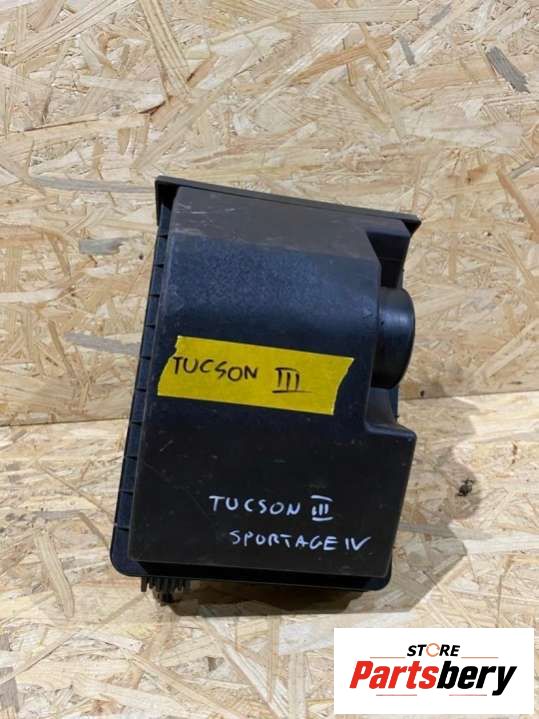 TUCSON III
TUCSON III
SPORTAGE IV
STORE
Partsbery